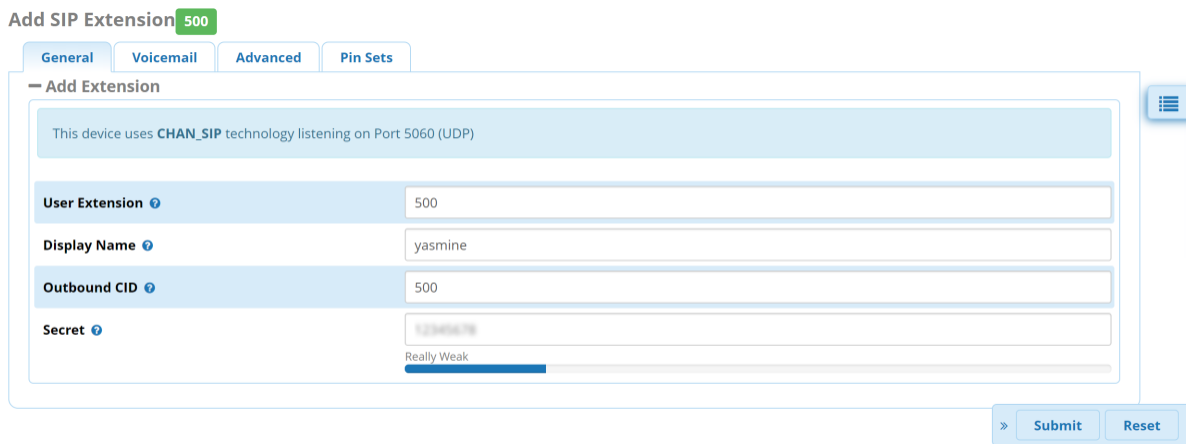 Add SIP Extension 500
General Voicemail Advanced Pin Sets
Add Extension
This device uses CHAN_SIP technology listening on Port 5060 (UDP)
User Extension 500
Display Name yasmine
Outbound CID 500
Secret
Really Weak
» Submit Reset